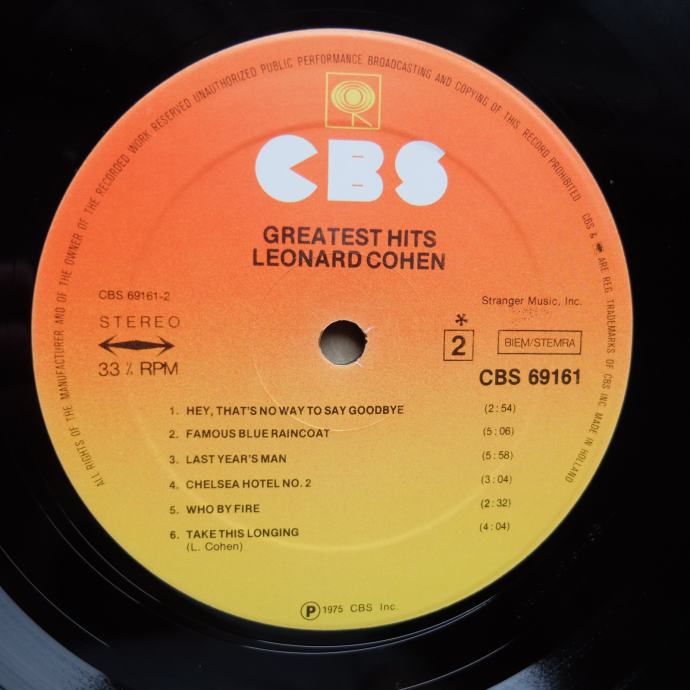 ALL RIGHTS OF THE MANUFACTURER AND OF THE OWNER OF THE RECORDED WORK RESERVED UNAUTHORIZED PUBLIC PERFORMANCE BROADCASTING AND COPYING OF THIS RECORD PROHIBITED CBS & ARE REG. TRADEMARKS OF CBS INC MADE IN HOLLAND
CBS
GREATEST HITS
LEONARD COHEN
CBS 69161-2
STEREO
33 ⅓ RPM
Stranger Music, Inc.
*
2
BIEM/STEMRA
CBS 69161
1. HEY, THAT'S NO WAY TO SAY GOODBYE (2:54)
2. FAMOUS BLUE RAINCOAT (5:06)
3. LAST YEAR'S MAN (5:58)
4. CHELSEA HOTEL NO. 2 (3:04)
5. WHO BY FIRE (2:32)
6. TAKE THIS LONGING (4:04)
(L. Cohen)
Ⓟ 1975 CBS Inc.